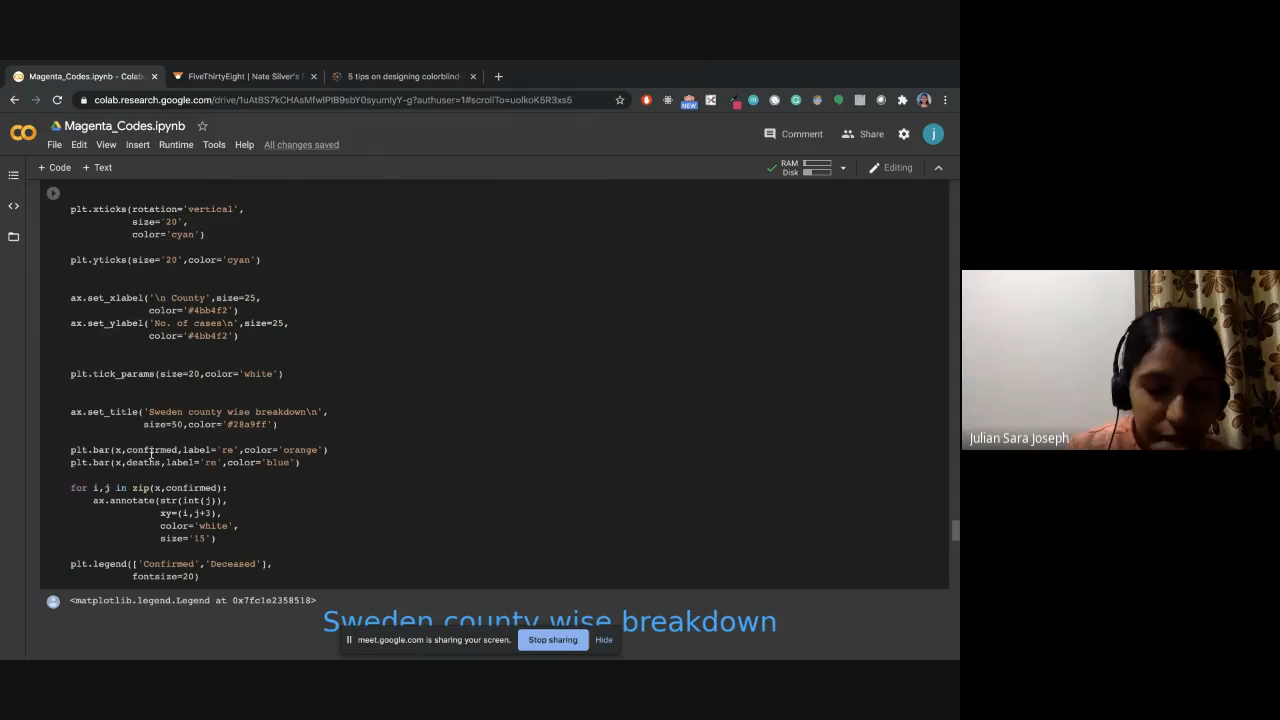 Magenta_Codes.ipynb - Colab
FiveThirtyEight | Nate Silver's
5 tips on designing colorblind-
colab.research.google.com/drive/1uAtBS7kCHAsMfwlPIB9sbY0syumlyY-g?authuser=1#scrollTo=uolkoK5R3xs5
NEW
Magenta_Codes.ipynb
Comment
Share
j
File Edit View Insert Runtime Tools Help All changes saved
+ Code + Text
RAM
Disk
Editing
plt.xticks(rotation='vertical',
size='20',
color='cyan')
plt.yticks(size='20',color='cyan')
ax.set_xlabel('\n County',size=25,
color='#4bb4f2')
ax.set_ylabel('No. of cases\n',size=25,
color='#4bb4f2')
plt.tick_params(size=20,color='white')
ax.set_title('Sweden county wise breakdown\n',
size=50,color='#28a9ff')
plt.bar(x,confirmed,label='re',color='orange')
plt.bar(x,deaths,label='re',color='blue")
for i,j in zip(x,confirmed):
ax.annotate(str(int(j)),
xy=(i,j+3),
color='white',
size='15')
plt.legend(['Confirmed','Deceased'],
fontsize=20)
<matplotlib.legend.Legend at 0x7fc1e2358518>
Sweden county wise breakdown
meet.google.com is sharing your screen. Stop sharing Hide
Julian Sara Joseph